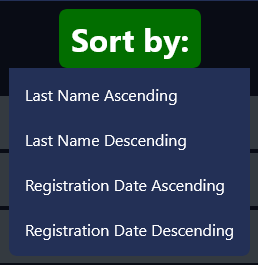 Sort by:
Last Name Ascending
Last Name Descending
Registration Date Ascending
Registration Date Descending